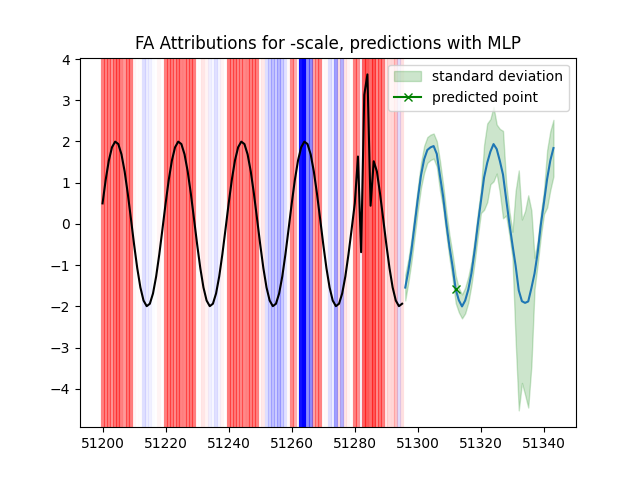 FA Attributions for -scale, predictions with MLP
standard deviation
predicted point
4
3
2
1
0
−1
−2
−3
−4
51200 51220 51240 51260 51280 51300 51320 51340